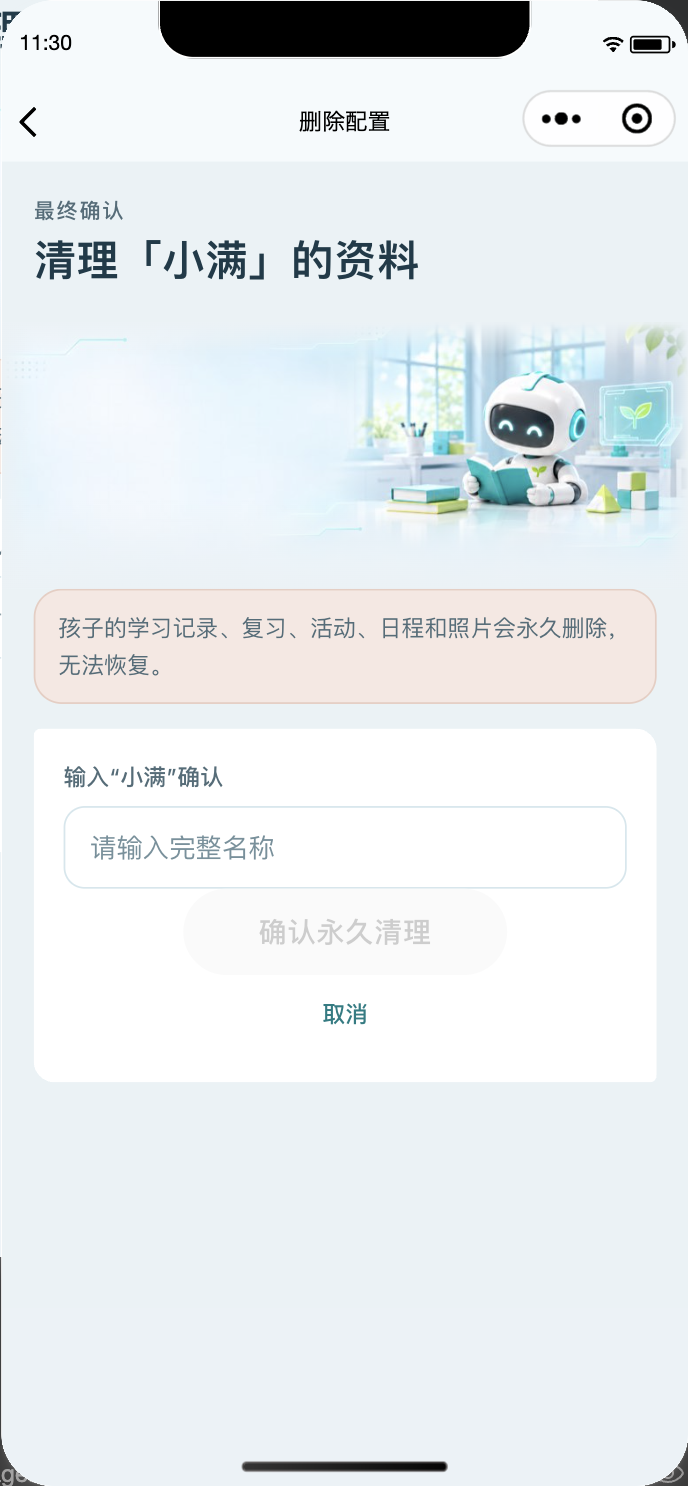 11:30
删除配置
最终确认
清理「小满」的资料
孩子的学习记录、复习、活动、日程和照片会永久删除，
无法恢复。
输入“小满”确认
请输入完整名称
确认永久清理
取消